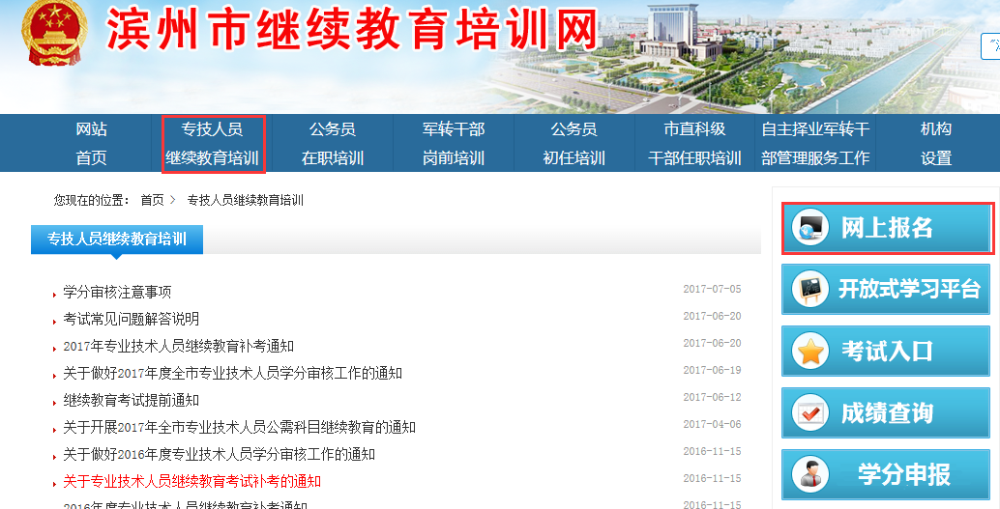 滨州市继续教育培训网
网站 专技人员 公务员 军转干部 公务员 市直科级 自主择业军转干 机构
首页 继续教育培训 在职培训 岗前培训 初任培训 干部任职培训 部管理服务工作 设置
您现在的位置: 首页 > 专技人员继续教育培训
专技人员继续教育培训
学分审核注意事项 2017-07-05
考试常见问题解答说明 2017-06-20
2017年专业技术人员继续教育补考通知 2017-06-20
关于做好2017年度全市专业技术人员学分审核工作的通知 2017-06-19
继续教育考试提前通知 2017-06-12
关于开展2017年全市专业技术人员公需科目继续教育的通知 2017-04-06
关于做好2016年度专业技术人员学分审核工作的通知 2016-11-15
关于专业技术人员继续教育考试补考的通知 2016-11-15
2016年度专业技术人员继续教育补考通知 2016-11-15
网上报名
开放式学习平台
考试入口
成绩查询
学分申报